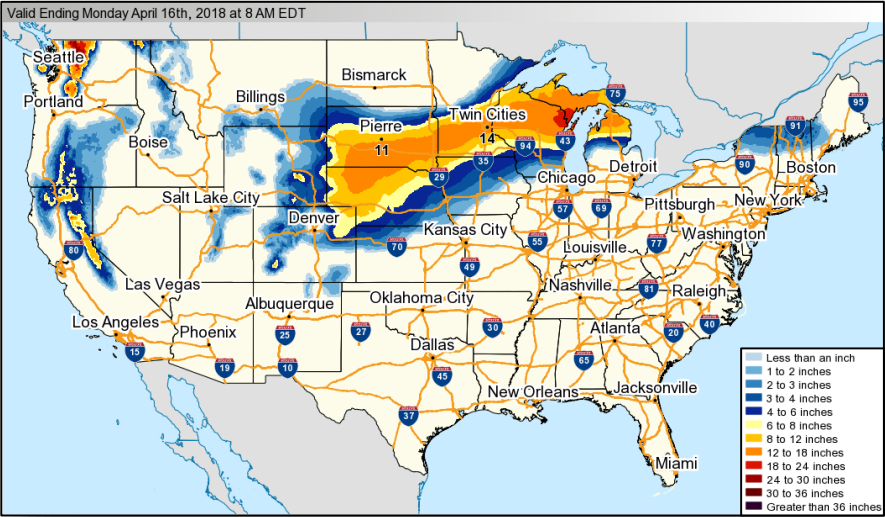 Valid Ending Monday April 16th, 2018 at 8 AM EDT
Seattle
Portland
Billings
Bismarck
Twin Cities
14
Pierre
11
75
95
91
90
Boston
94
43
35
29
Boise
Chicago
Detroit
Salt Lake City
Denver
57
69
Pittsburgh
New York
Washington
80
70
Kansas City
55
Louisville
77
49
Las Vegas
Albuquerque
Oklahoma City
Nashville
81
Raleigh
Los Angeles
Phoenix
25
27
30
Atlanta
20
40
15
Dallas
19
10
45
65
New Orleans
Jacksonville
37
Miami
Less than an inch
1 to 2 inches
2 to 3 inches
3 to 4 inches
4 to 6 inches
6 to 8 inches
8 to 12 inches
12 to 18 inches
18 to 24 inches
24 to 30 inches
30 to 36 inches
Greater than 36 inches